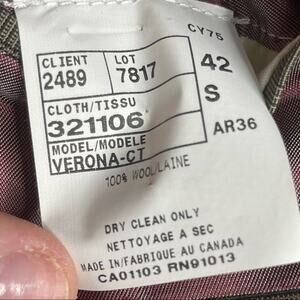 CY75
CLIENT LOT
2489 7817 42
CLOTH/TISSU S
321106
MODEL/MODELE AR36
VERONA-CT
100% WOOL/LAINE
DRY CLEAN ONLY
NETTOYAGE A SEC
MADE IN/FABRIQUE AU CANADA
CA01103 RN91013